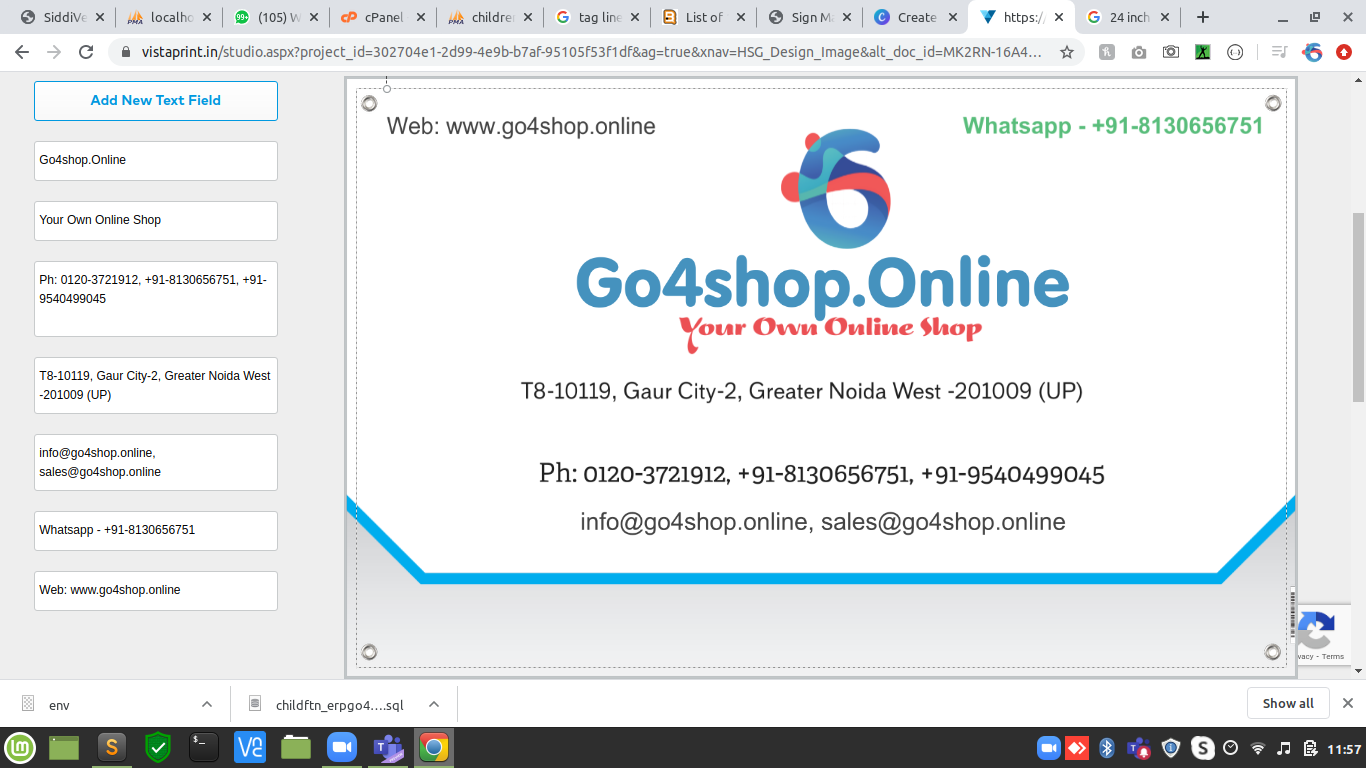 SiddiVe
localho
(105) W
cPanel
children
tag line
List of
Sign Ma
Create
https:/
24 inch
vistaprint.in/studio.aspx?project_id=302704e1-2d99-4e9b-b7af-95105f53f1df&ag=true&xnav=HSG_Design_Image&alt_doc_id=MK2RN-16A4...
Add New Text Field
Go4shop.Online
Your Own Online Shop
Ph: 0120-3721912, +91-8130656751, +91-
9540499045
T8-10119, Gaur City-2, Greater Noida West
-201009 (UP)
info@go4shop.online,
sales@go4shop.online
Whatsapp - +91-8130656751
Web: www.go4shop.online
Web: www.go4shop.online
Whatsapp - +91-8130656751
Go4shop.Online
Your Own Online Shop
T8-10119, Gaur City-2, Greater Noida West -201009 (UP)
Ph: 0120-3721912, +91-8130656751, +91-9540499045
info@go4shop.online, sales@go4shop.online
vacy - Terms
env
childftn_erpgo4....sql
Show all
11:57